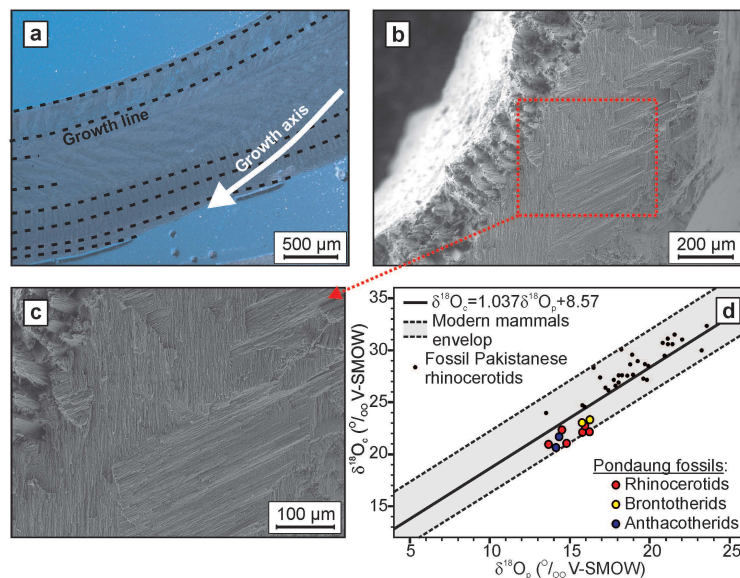 a
Growth line
Growth axis
500 µm
b
200 µm
c
100 µm
d
δ¹⁸Oc=1.037δ¹⁸Op+8.57
Modern mammals
envelop
Fossil Pakistanese
rhinocerotids
Pondaung fossils:
Rhinocerotids
Brontotherids
Anthacotherids
35
30
25
20
15
δ¹⁸Oc (º/oo V-SMOW)
5
10
15
20
25
δ¹⁸Op (º/oo V-SMOW)